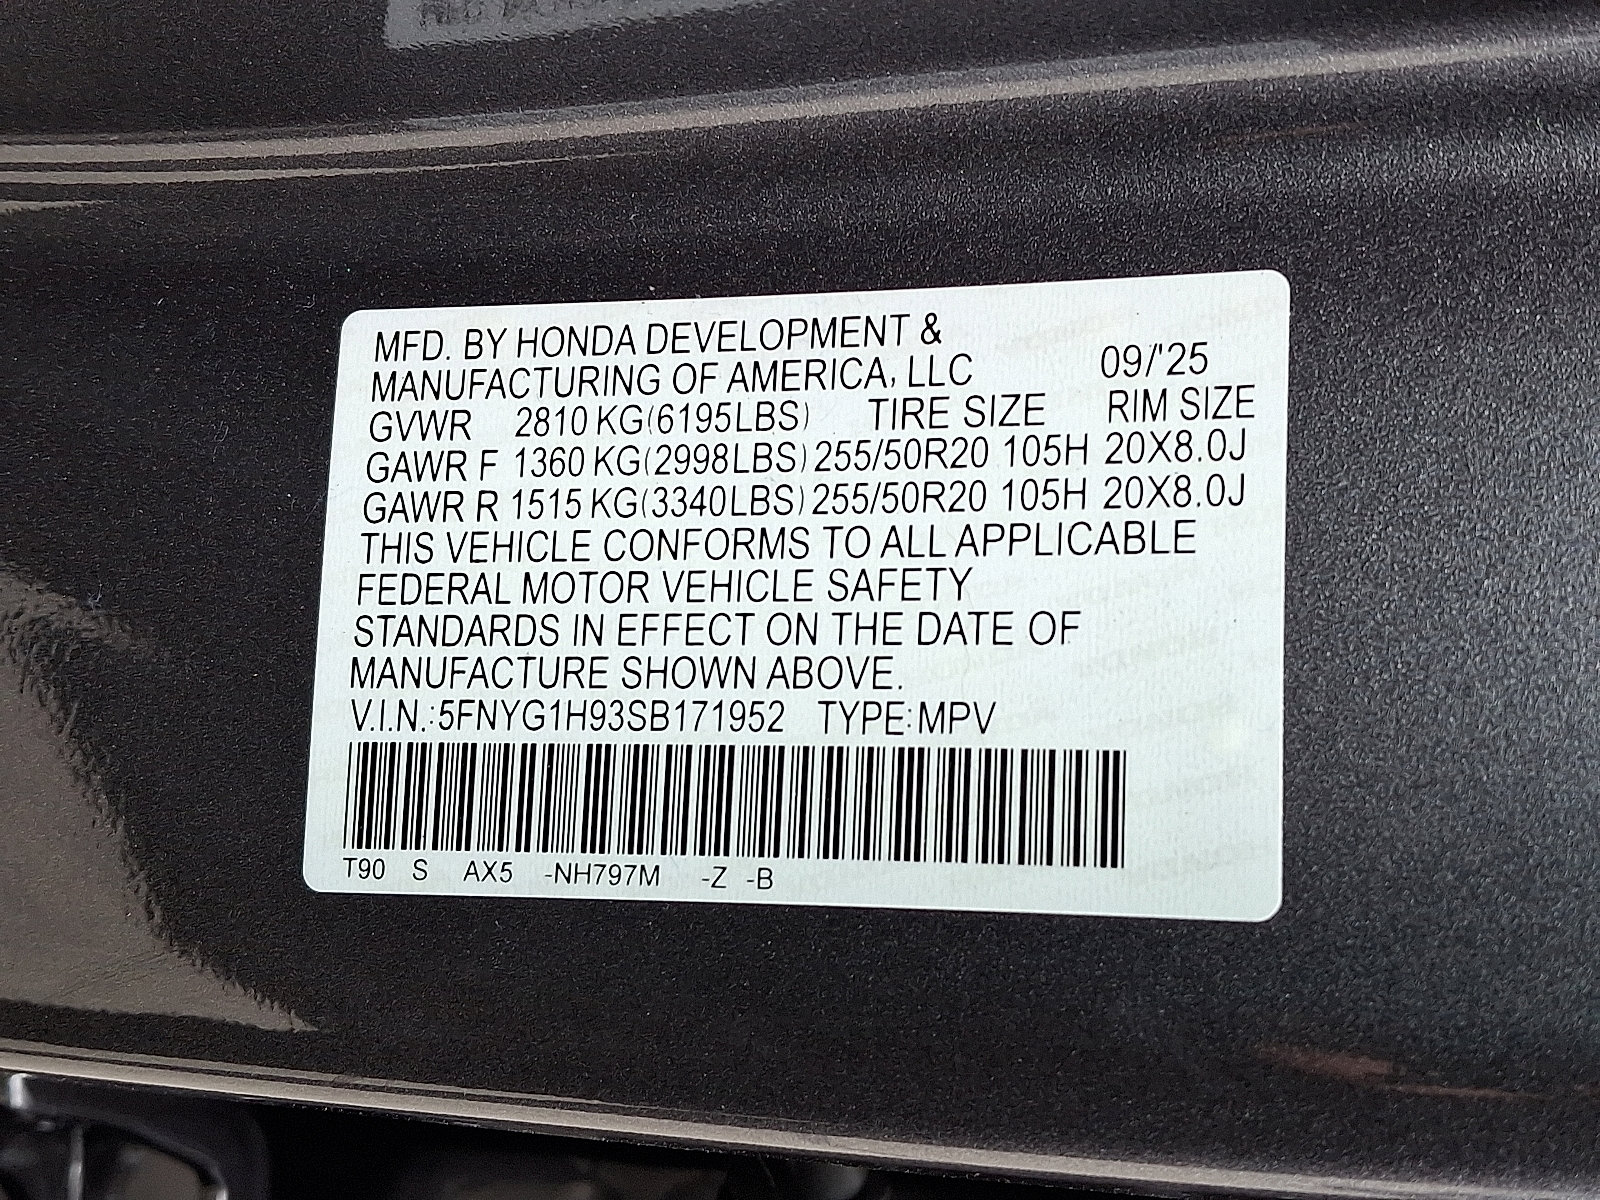 MFD. BY HONDA DEVELOPMENT &
MANUFACTURING OF AMERICA, LLC 09/'25
GVWR 2810 KG(6195LBS) TIRE SIZE RIM SIZE
GAWR F 1360 KG(2998LBS) 255/50R20 105H 20X8.0J
GAWR R 1515 KG(3340LBS) 255/50R20 105H 20X8.0J
THIS VEHICLE CONFORMS TO ALL APPLICABLE
FEDERAL MOTOR VEHICLE SAFETY
STANDARDS IN EFFECT ON THE DATE OF
MANUFACTURE SHOWN ABOVE.
V.I.N.:5FNYG1H93SB171952 TYPE:MPV
T90 S AX5 -NH797M -Z -B